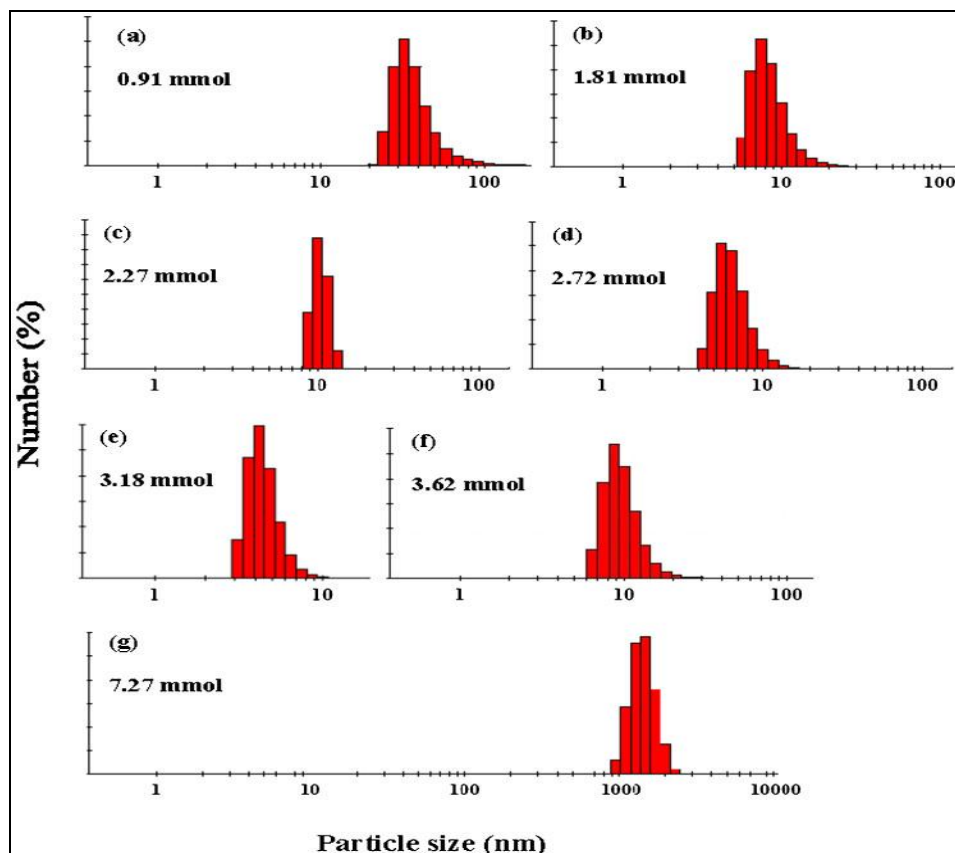 (a)
0.91 mmol
1 10 100
(b)
1.81 mmol
1 10 100
(c)
2.27 mmol
1 10 100
(d)
2.72 mmol
1 10 100
Number (%)
(e)
3.18 mmol
1 10
(f)
3.62 mmol
1 10 100
(g)
7.27 mmol
1 10 100 1000 10000
Particle size (nm)